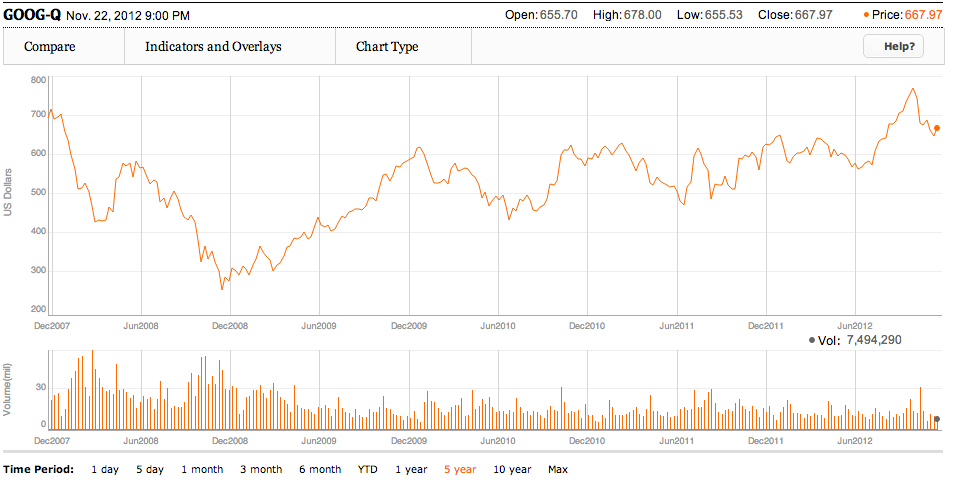 GOOG-Q Nov. 22, 2012 9:00 PM Open: 655.70 High: 678.00 Low: 655.53 Close: 667.97 Price: 667.97
Compare Indicators and Overlays Chart Type Help?
800
700
600
500
400
300
200
US Dollars
Dec2007 Jun2008 Dec2008 Jun2009 Dec2009 Jun2010 Dec2010 Jun2011 Dec2011 Jun2012
Vol: 7,494,290
30
0
Volume(mil)
Dec2007 Jun2008 Dec2008 Jun2009 Dec2009 Jun2010 Dec2010 Jun2011 Dec2011 Jun2012
Time Period: 1 day 5 day 1 month 3 month 6 month YTD 1 year 5 year 10 year Max